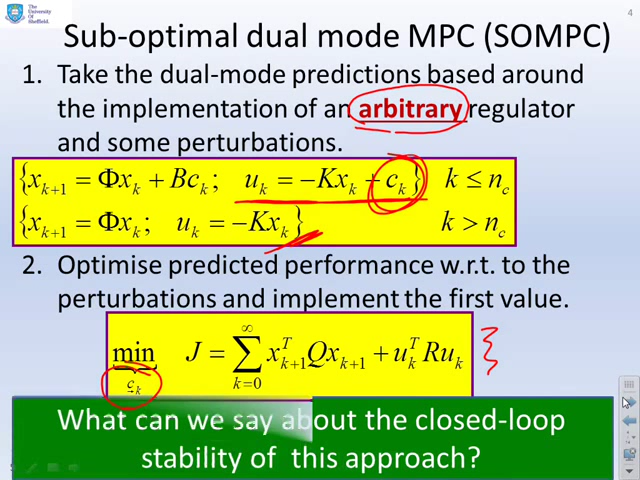 The
University
Of
Sheffield.
4
Sub-optimal dual mode MPC (SOMPC)
1. Take the dual-mode predictions based around
the implementation of an arbitrary regulator
and some perturbations.
{x_{k+1} = Φx_k + Bc_k; u_k = −Kx_k + c_k} k ≤ n_c
{x_{k+1} = Φx_k; u_k = −Kx_k} k > n_c
2. Optimise predicted performance w.r.t. to the
perturbations and implement the first value.
min_{c_k} J = ∑_{k=0}^{∞} x_{k+1}^T Qx_{k+1} + u_k^T Ru_k
What can we say about the closed-loop
stability of this approach?